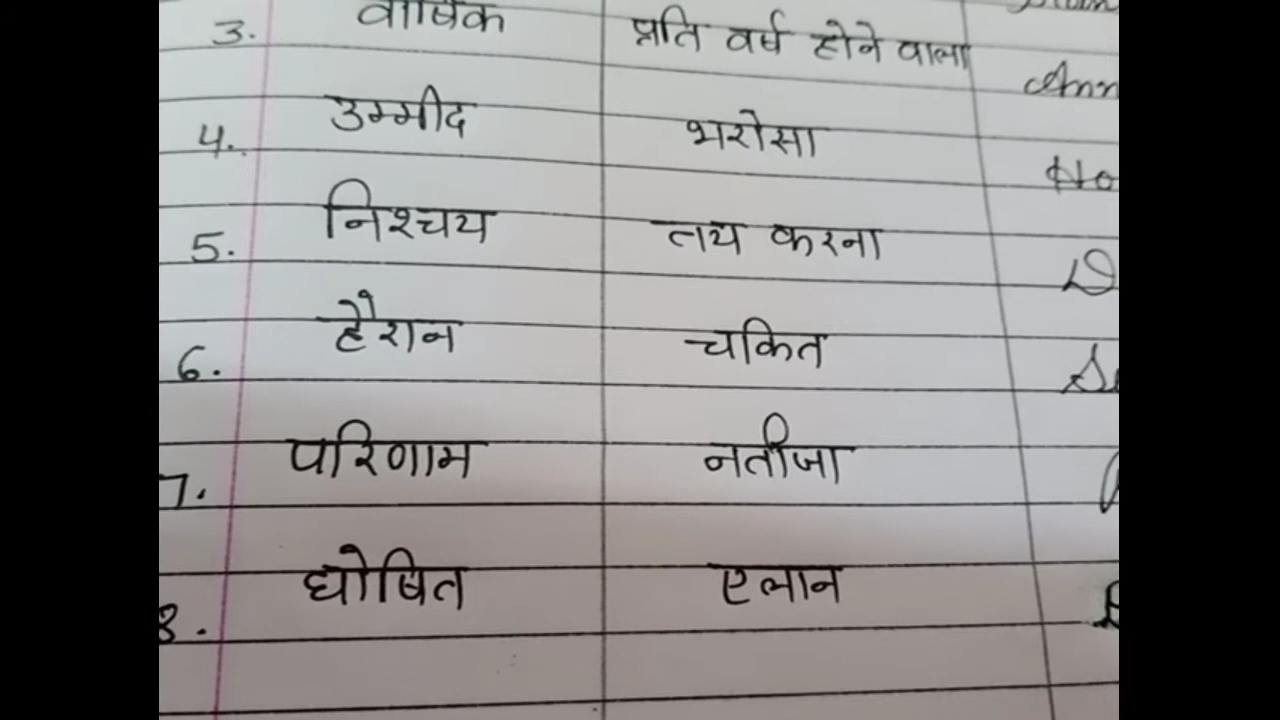 3. वार्षिक प्रति वर्ष होने वाला
4. उम्मीद भरोसा
5. निश्चय तय करना
6. हैरान चकित
7. परिणाम नतीजा
8. घोषित एलान